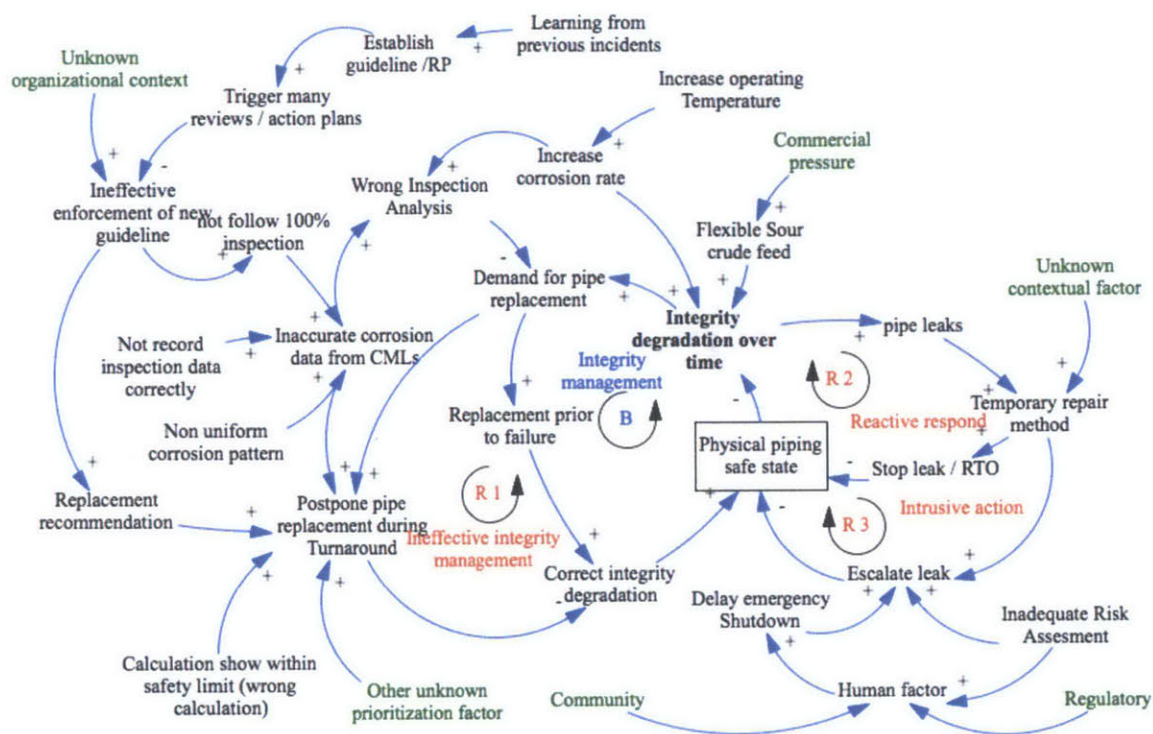 Learning from
previous incidents
Establish
guideline /RP
Unknown
organizational context
Trigger many
reviews / action plans
Increase operating
Temperature
Commercial
pressure
Increase
corrosion rate
Wrong Inspection
Analysis
Ineffective
enforcement of new
guideline
not follow 100%
inspection
Flexible Sour
crude feed
Unknown
contextual factor
Demand for pipe
replacement
Integrity
degradation over
time
pipe leaks
Not record
inspection data
correctly
Inaccurate corrosion
data from CMLs
Integrity
management
B
R 2
Reactive respond
Temporary repair
method
Non uniform
corrosion pattern
Replacement prior
to failure
Physical piping
safe state
Stop leak / RTO
R 1
Ineffective integrity
management
R 3
Intrusive action
Replacement
recommendation
Postpone pipe
replacement during
Turnaround
Correct integrity
degradation
Escalate leak
Delay emergency
Shutdown
Inadequate Risk
Assesment
Calculation show within
safety limit (wrong
calculation)
Other unknown
prioritization factor
Community
Human factor
Regulatory